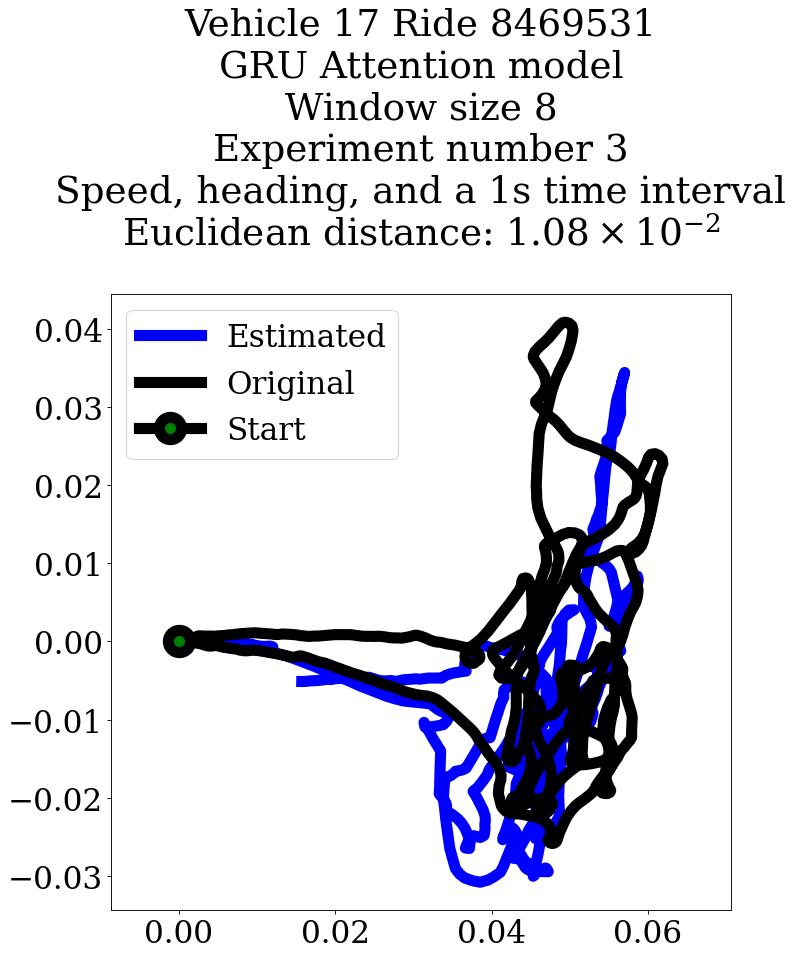 Vehicle 17 Ride 8469531
GRU Attention model
Window size 8
Experiment number 3
Speed, heading, and a 1s time interval
Euclidean distance: 1.08 × 10⁻²
Estimated
Original
Start
0.04
0.03
0.02
0.01
0.00
−0.01
−0.02
−0.03
0.00 0.02 0.04 0.06